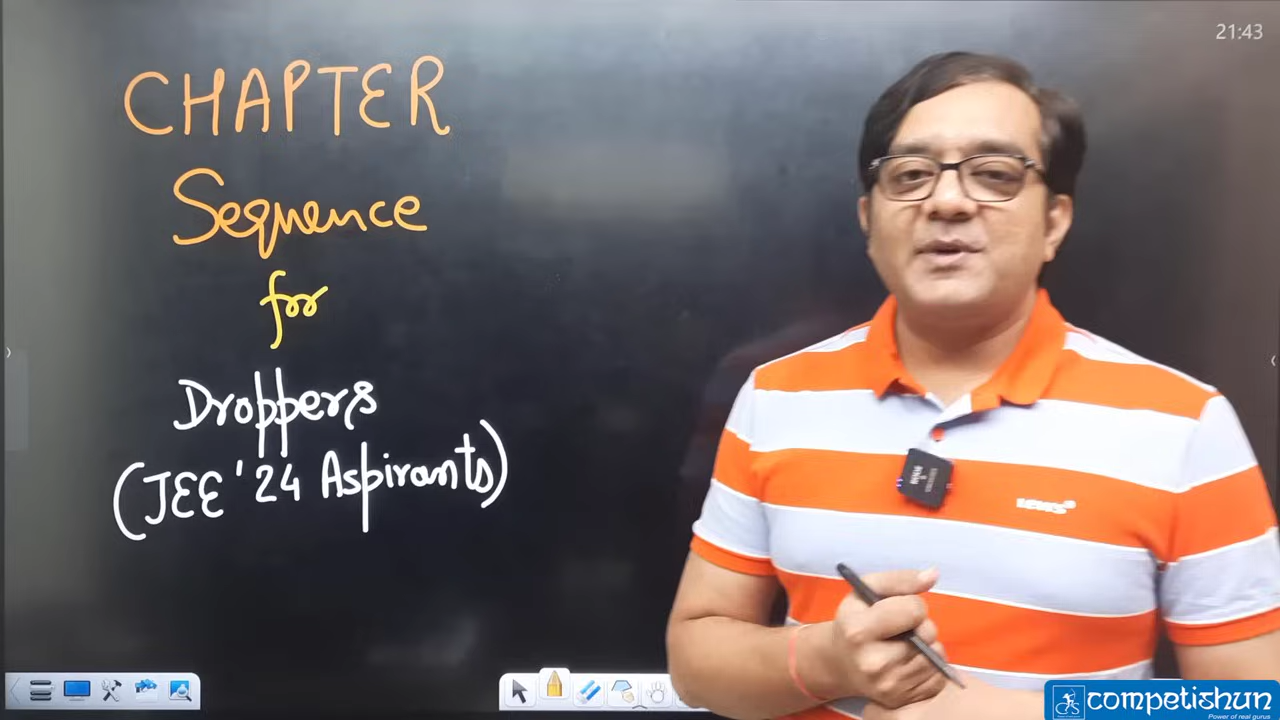 21:43
CHAPTER
Sequence
for
Droppers
(JEE '24 Aspirants)
competishun
Power of real gurus